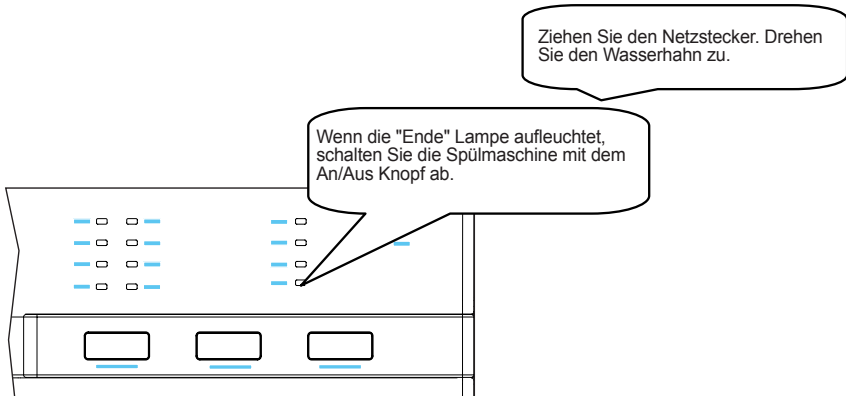 Ziehen Sie den Netzstecker. Drehen
Sie den Wasserhahn zu.
Wenn die "Ende" Lampe aufleuchtet,
schalten Sie die Spülmaschine mit dem
An/Aus Knopf ab.